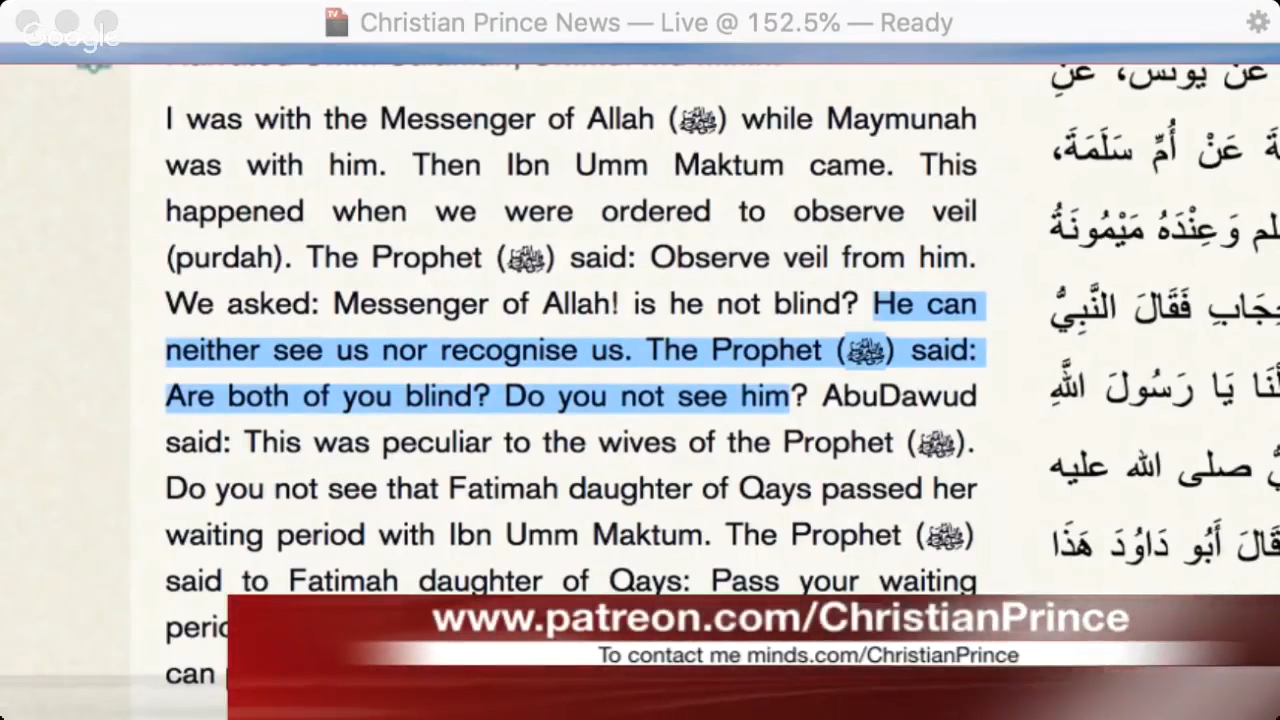 Christian Prince News — Live @ 152.5% — Ready
Google
I was with the Messenger of Allah (ﷺ) while Maymunah
was with him. Then Ibn Umm Maktum came. This
happened when we were ordered to observe veil
(purdah). The Prophet (ﷺ) said: Observe veil from him.
We asked: Messenger of Allah! is he not blind? He can
neither see us nor recognise us. The Prophet (ﷺ) said:
Are both of you blind? Do you not see him? AbuDawud
said: This was peculiar to the wives of the Prophet (ﷺ).
Do you not see that Fatimah daughter of Qays passed her
waiting period with Ibn Umm Maktum. The Prophet (ﷺ)
said to Fatimah daughter of Qays: Pass your waiting
can
عَنْ يُونُسَ، عَنِ
عَنْ أُمِّ سَلَمَةَ،
وَعِنْدَهُ مَيْمُونَةُ
فَقَالَ النَّبِيُّ
يَا رَسُولَ اللَّهِ
صلى الله عليه
قَالَ أَبُو دَاوُدَ هَذَا
www.patreon.com/ChristianPrince
To contact me minds.com/ChristianPrince